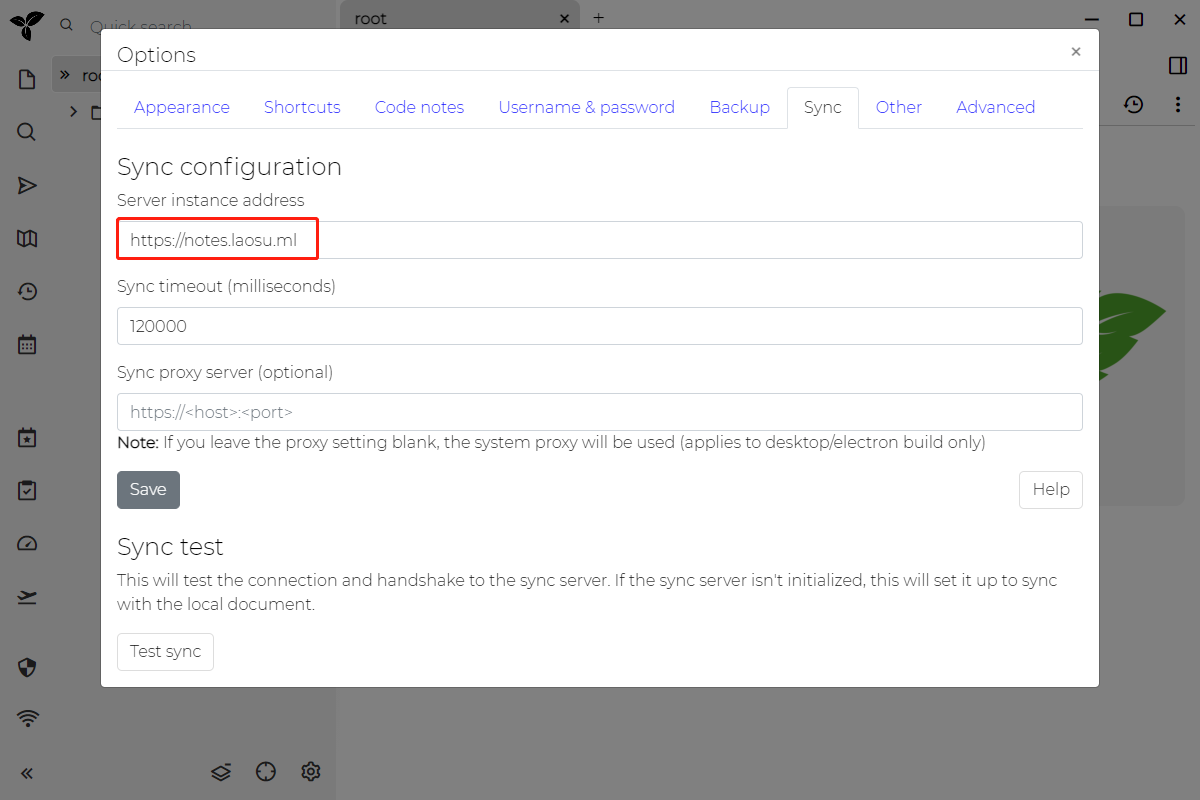 Quick search
root
Options
×
roo
Appearance
Shortcuts
Code notes
Username & password
Backup
Sync
Other
Advanced
Sync configuration
Server instance address
https://notes.laosu.ml
Sync timeout (milliseconds)
120000
Sync proxy server (optional)
https://<host>:<port>
Note: If you leave the proxy setting blank, the system proxy will be used (applies to desktop/electron build only)
Save
Help
Sync test
This will test the connection and handshake to the sync server. If the sync server isn't initialized, this will set it up to sync
with the local document.
Test sync